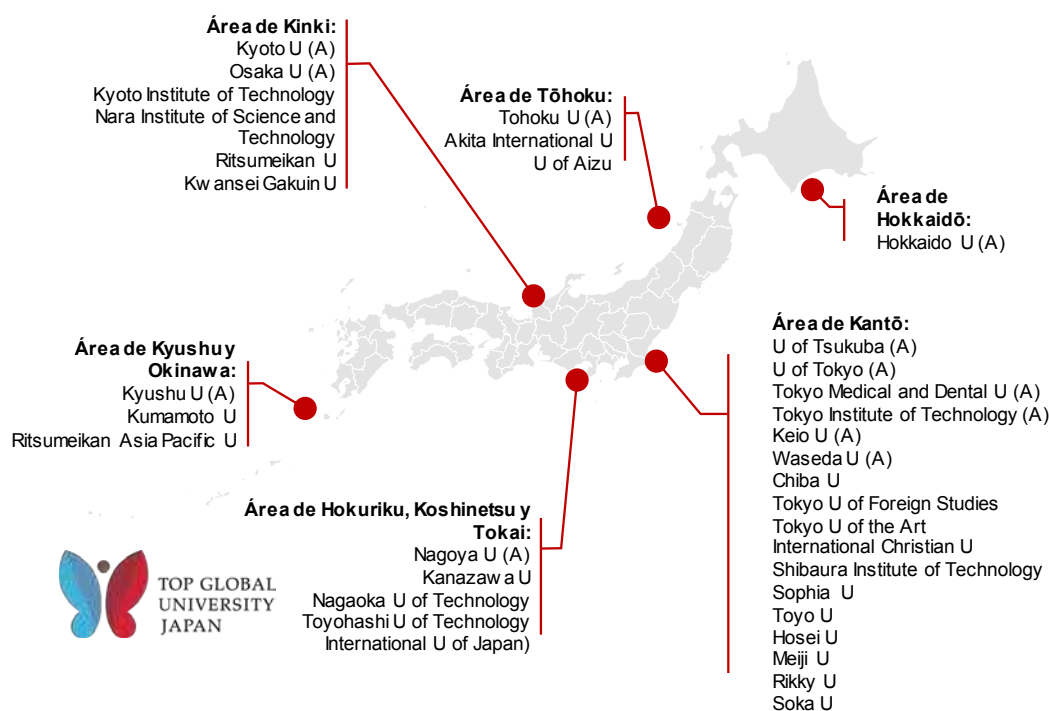 Área de Kinki:
Kyoto U (A)
Osaka U (A)
Kyoto Institute of Technology
Nara Institute of Science and
Technology
Ritsumeikan U
Kwansei Gakuin U
Área de Tōhoku:
Tohoku U (A)
Akita International U
U of Aizu
Área de
Hokkaidō:
Hokkaido U (A)
Área de Kyushu y
Okinawa:
Kyushu U (A)
Kumamoto U
Ritsumeikan Asia Pacific U
Área de Kantō:
U of Tsukuba (A)
U of Tokyo (A)
Tokyo Medical and Dental U (A)
Tokyo Institute of Technology (A)
Keio U (A)
Waseda U (A)
Chiba U
Tokyo U of Foreign Studies
Tokyo U of the Art
International Christian U
Shibaura Institute of Technology
Sophia U
Toyo U
Hosei U
Meiji U
Rikky U
Soka U
Área de Hokuriku, Koshinetsu y
Tokai:
Nagoya U (A)
Kanazawa U
Nagaoka U of Technology
Toyohashi U of Technology
International U of Japan)
TOP GLOBAL
UNIVERSITY
JAPAN